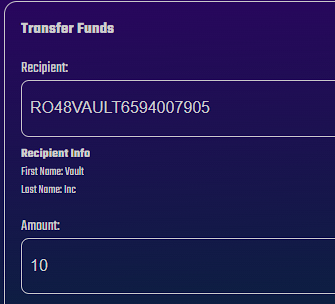 Transfer Funds
Recipient:
RO48VAULT6594007905
Recipient Info
First Name: Vault
Last Name: Inc
Amount:
10